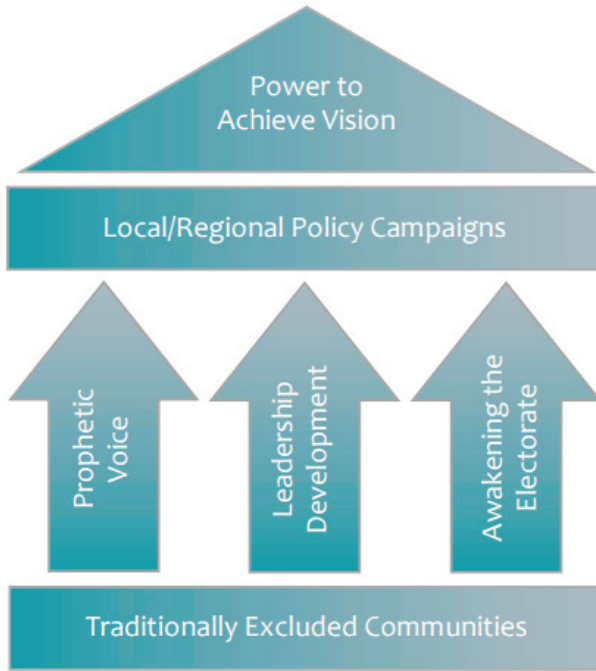 Power to
Achieve Vision
Local/Regional Policy Campaigns
Prophetic
Voice
Leadership
Development
Awakening the
Electorate
Traditionally Excluded Communities